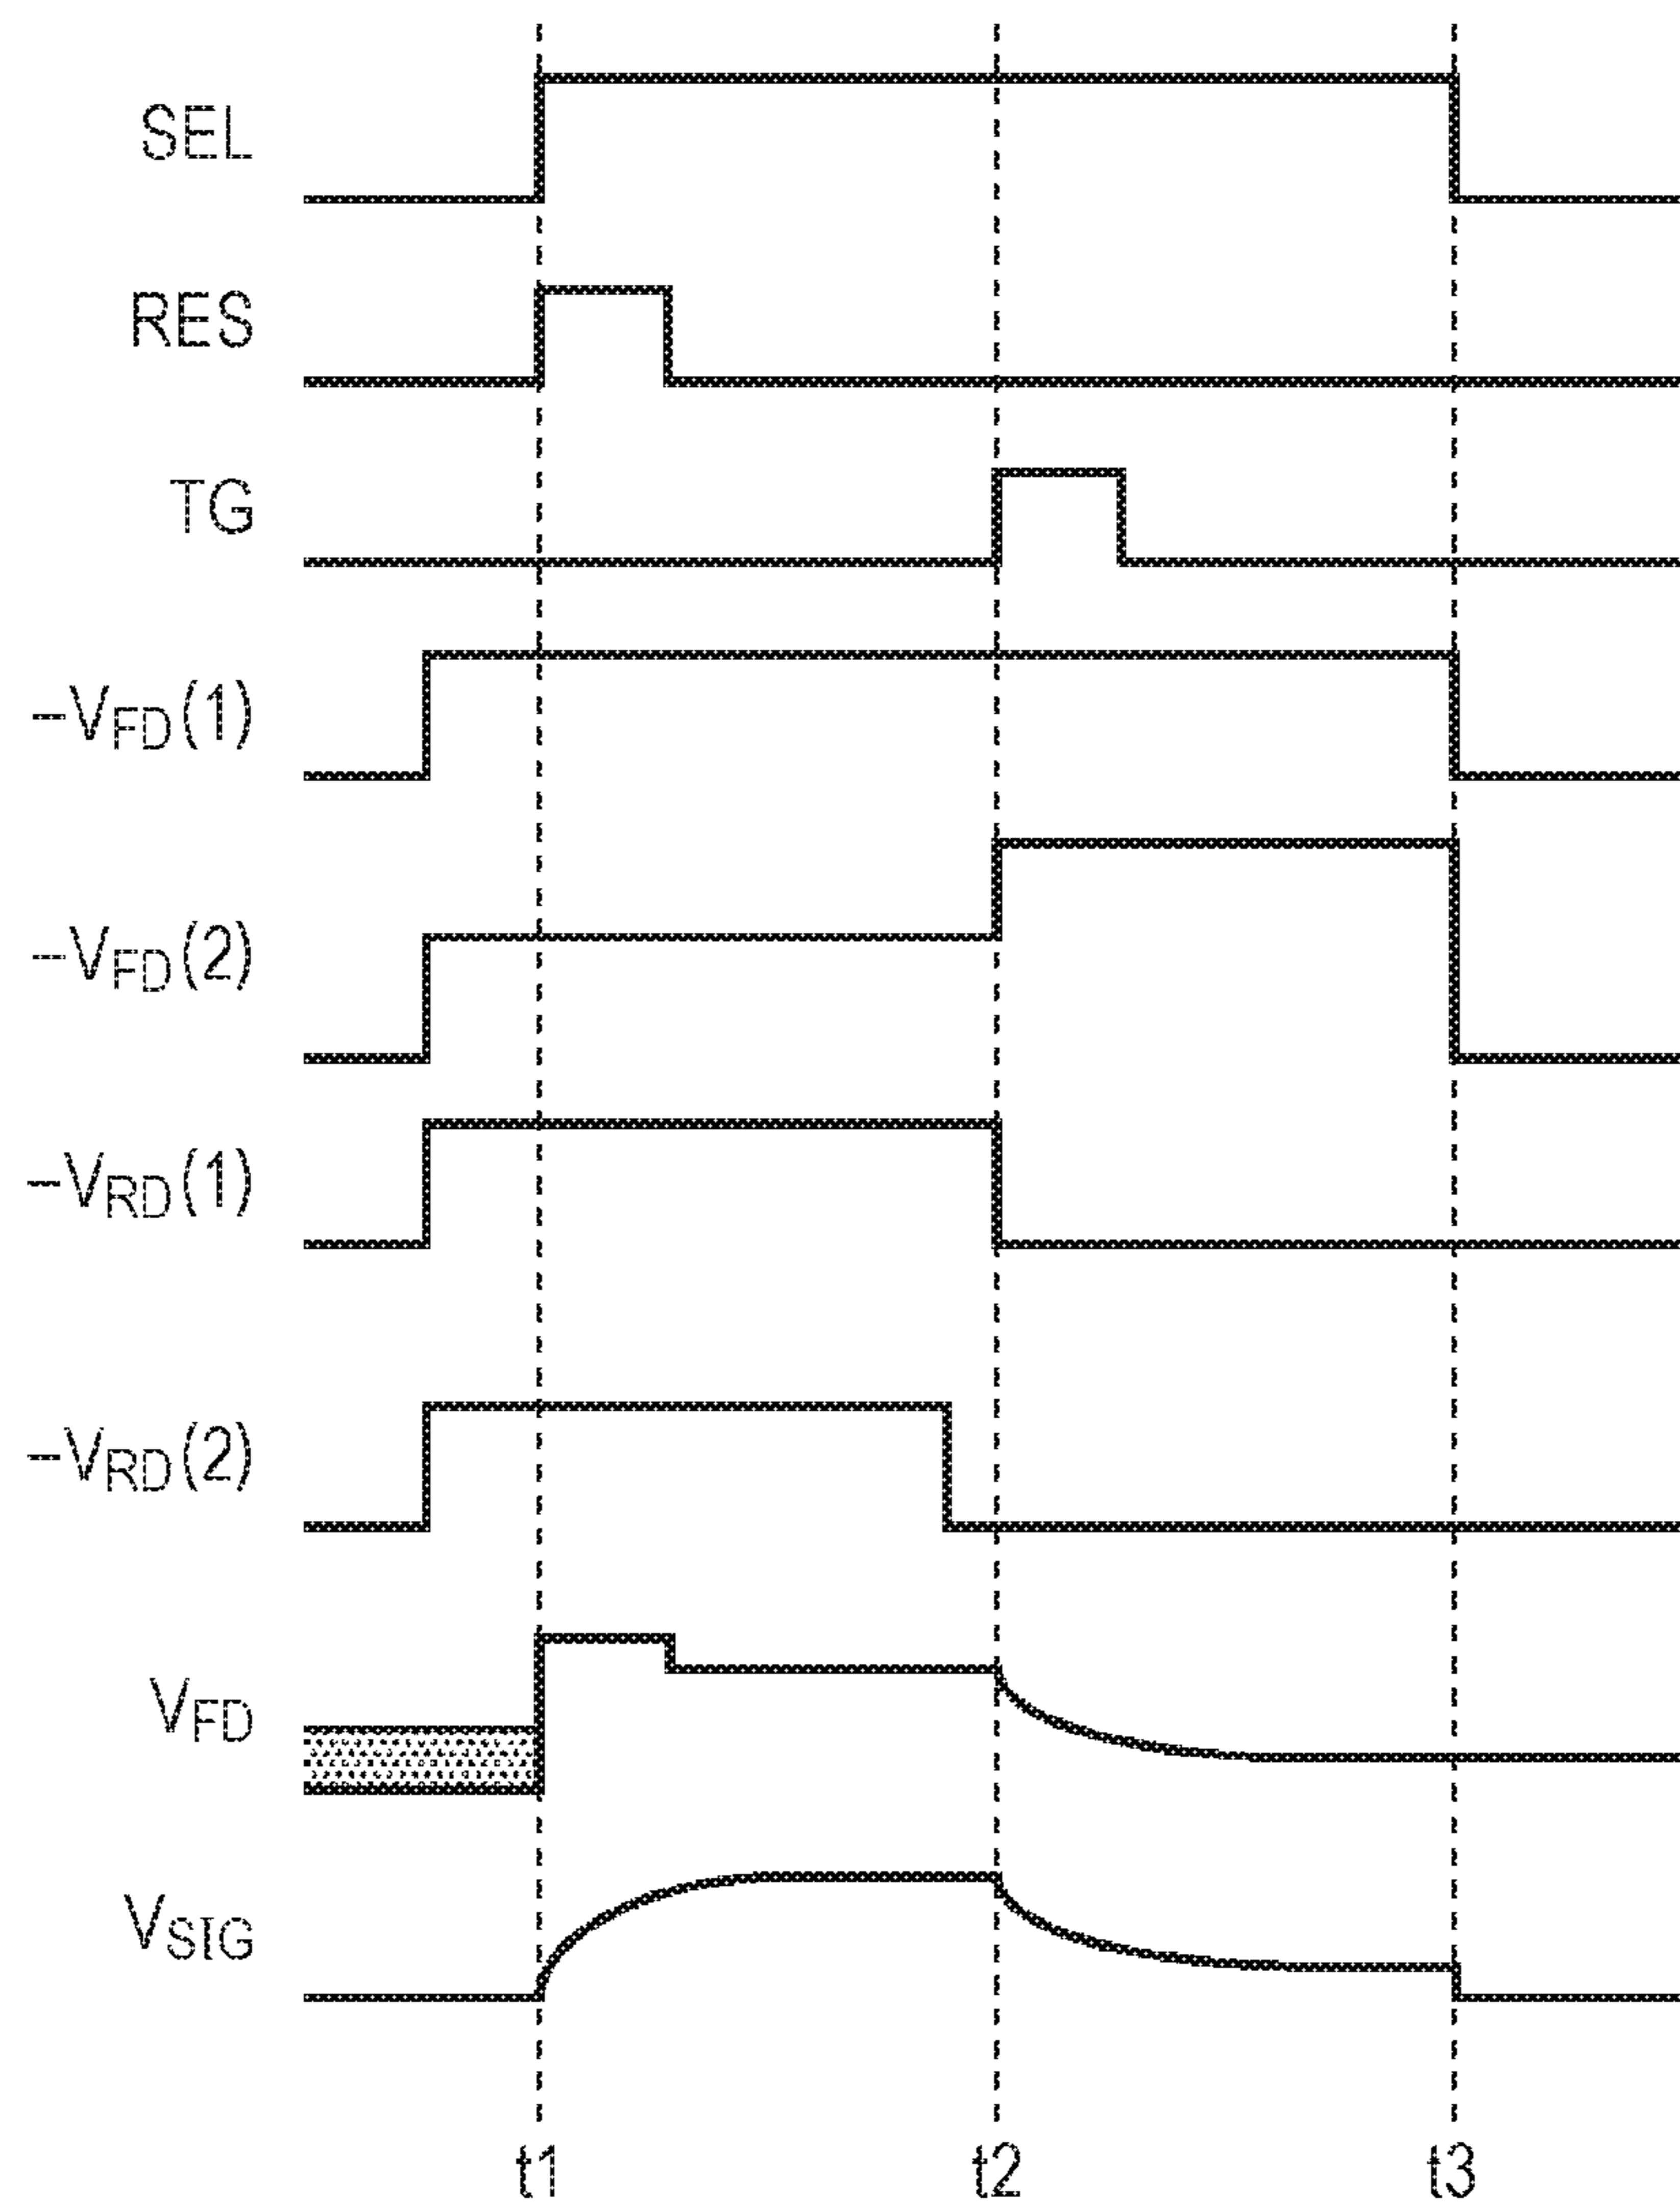 SEL
RES
TG
−VFD(1)
−VFD(2)
−VRD(1)
−VRD(2)
VFD
VSIG
t1 t2 t3